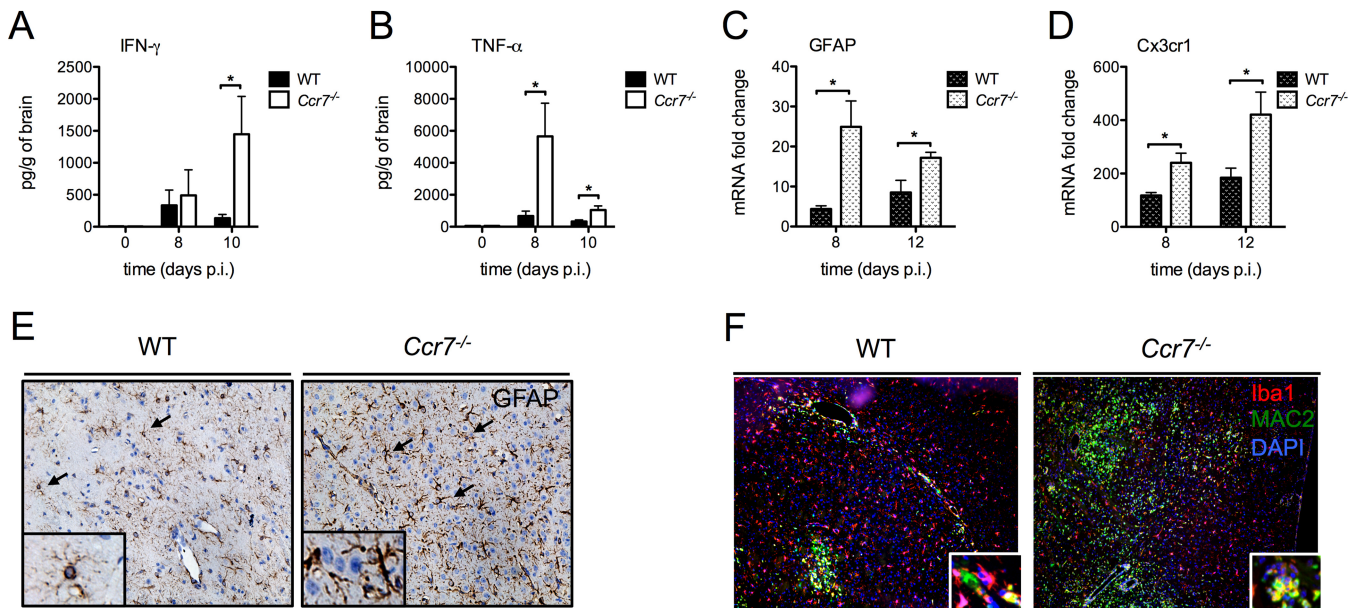 A
IFN-γ
2500
2000
1500
1000
500
0
pg/g of brain
*
0
8
10
time (days p.i.)
WT
Ccr7-/-
B
TNF-α
10000
8000
6000
4000
2000
0
pg/g of brain
*
*
0
8
10
time (days p.i.)
WT
Ccr7-/-
C
GFAP
40
30
20
10
0
mRNA fold change
*
*
8
12
time (days p.i.)
WT
Ccr7-/-
D
Cx3cr1
600
400
200
0
mRNA fold change
*
*
8
12
time (days p.i.)
WT
Ccr7-/-
E
WT
Ccr7-/-
GFAP
F
WT
Ccr7-/-
Iba1
MAC2
DAPI